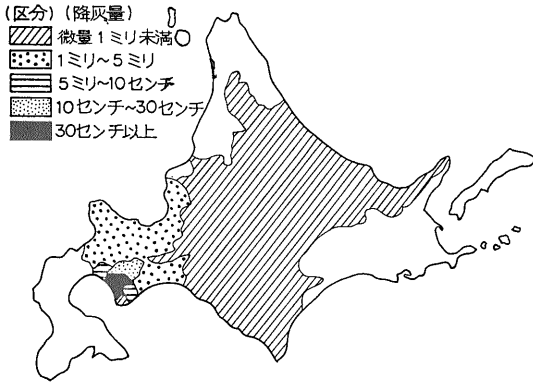 (区分) (降灰量)
微量1ミリ未満
1ミリ~5ミリ
5ミリ~10センチ
10センチ~30センチ
30センチ以上